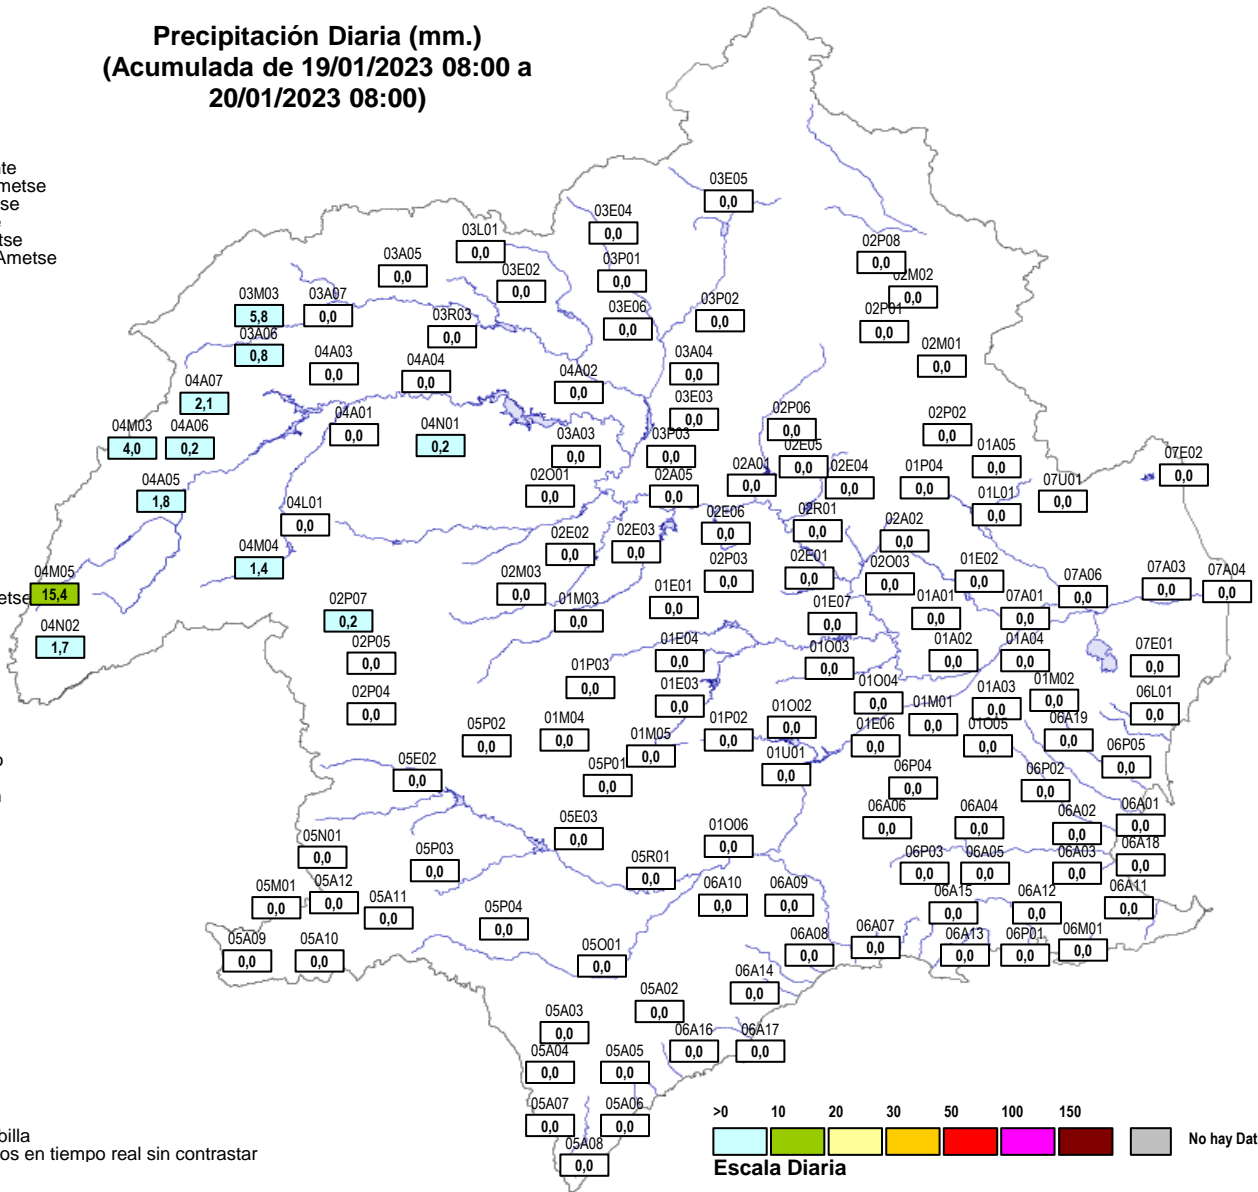 Precipitación Diaria (mm.)
(Acumulada de 19/01/2023 08:00 a
20/01/2023 08:00)
03E05
0,0
03E04
0,0
03L01
0,0
03A05
0,0
03P01
0,0
03E02
0,0
02P08
0,0
02M02
0,0
03M03
5,8
03A07
0,0
03R03
0,0
03E06
0,0
03P02
0,0
02P01
0,0
03A06
0,8
04A03
0,0
04A04
0,0
03A04
0,0
02M01
0,0
04A07
2,1
04A02
0,0
03E03
0,0
04M03
4,0
04A06
0,2
04A01
0,0
04N01
0,2
03A03
0,0
03P03
0,0
02P06
0,0
02E05
0,0
02P02
0,0
01A05
0,0
07E02
0,0
04A05
1,8
02O01
0,0
02A05
0,0
02A01
0,0
02E04
0,0
01P04
0,0
01L01
0,0
07U01
0,0
04L01
0,0
02E02
0,0
02E03
0,0
02E06
0,0
02R01
0,0
02A02
0,0
04M04
1,4
04M05
15,4
02M03
0,0
01M03
0,0
01E01
0,0
02P03
0,0
02E01
0,0
02O03
0,0
01E02
0,0
07A06
0,0
07A03
0,0
07A04
0,0
04N02
1,7
02P07
0,2
02P05
0,0
01E07
0,0
01A01
0,0
07A01
0,0
01P03
0,0
01E04
0,0
01O03
0,0
01A02
0,0
01A04
0,0
07E01
0,0
02P04
0,0
01E03
0,0
01O04
0,0
01M01
0,0
01A03
0,0
01M02
0,0
06L01
0,0
05P02
0,0
01M04
0,0
01M05
0,0
01P02
0,0
01O02
0,0
01E06
0,0
01O05
0,0
06A19
0,0
06P05
0,0
05E02
0,0
05P01
0,0
01U01
0,0
06P04
0,0
06P02
0,0
05E03
0,0
01O06
0,0
06A06
0,0
06A04
0,0
06A02
0,0
06A01
0,0
05N01
0,0
05P03
0,0
05R01
0,0
06P03
0,0
06A05
0,0
06A03
0,0
06A18
0,0
05M01
0,0
05A12
0,0
05A11
0,0
05P04
0,0
06A10
0,0
06A09
0,0
06A15
0,0
06A12
0,0
06A11
0,0
05A09
0,0
05A10
0,0
05O01
0,0
06A08
0,0
06A07
0,0
06A13
0,0
06P01
0,0
06M01
0,0
05A03
0,0
05A02
0,0
06A14
0,0
05A04
0,0
05A05
0,0
06A16
0,0
06A17
0,0
05A07
0,0
05A06
0,0
05A08
0,0
nte
metse
tse
e
tse
Ametse
etse
o
billa
os en tiempo real sin contrastar
>0 10 20 30 50 100 150
No hay Dat
Escala Diaria